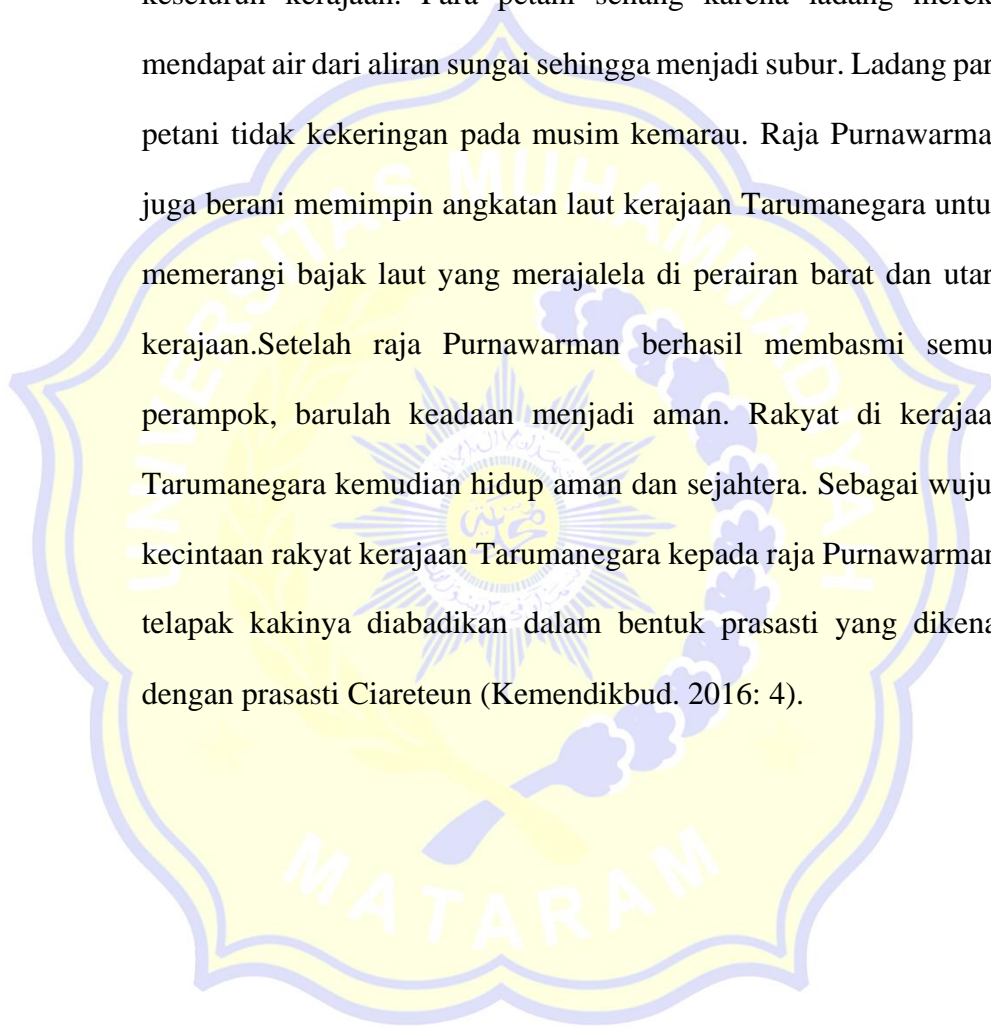 keseluruh kerajaan. Para petani senang karena ladang merek
mendapat air dari aliran sungai sehingga menjadi subur. Ladang par
petani tidak kekeringan pada musim kemarau. Raja Purnawarma
juga berani memimpin angkatan laut kerajaan Tarumanegara untu
memerangi bajak laut yang merajalela di perairan barat dan utar
kerajaan.Setelah raja Purnawarman berhasil membasmi semu
perampok, barulah keadaan menjadi aman. Rakyat di kerajaa
Tarumanegara kemudian hidup aman dan sejahtera. Sebagai wuju
kecintaan rakyat kerajaan Tarumanegara kepada raja Purnawarman
telapak kakinya diabadikan dalam bentuk prasasti yang dikena
dengan prasasti Ciareteun (Kemendikbud. 2016: 4).
UNIVERSITAS MUHAMMADIYAH
MATARAM